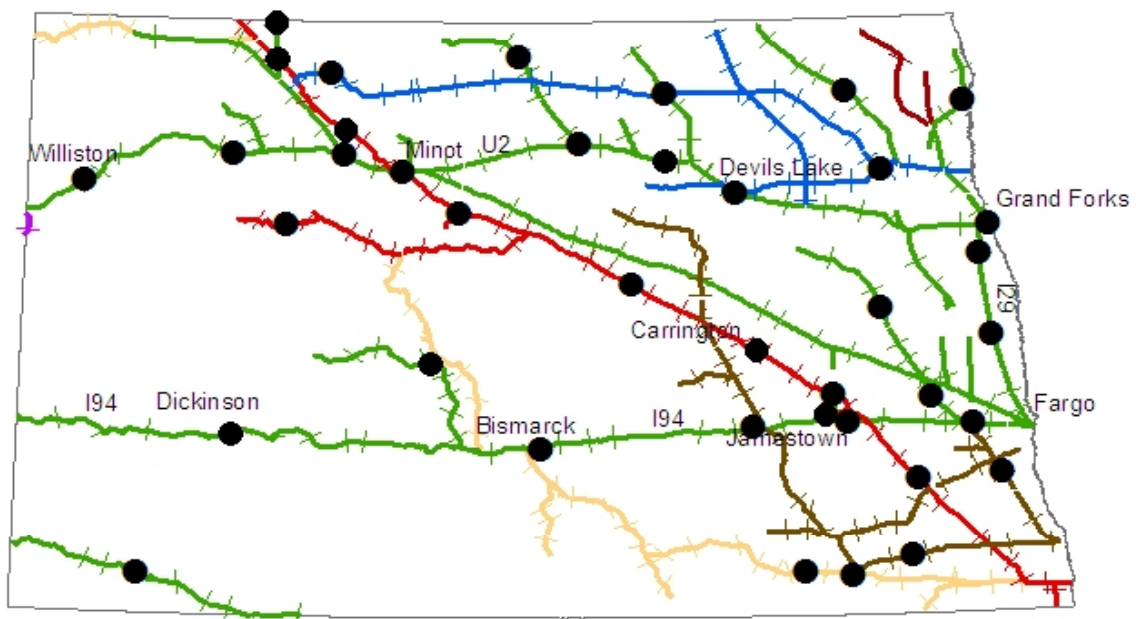 Williston
Minot
U2
Devils Lake
Grand Forks
I29
Carrington
I94
Dickinson
Bismarck
I94
Jamestown
Fargo